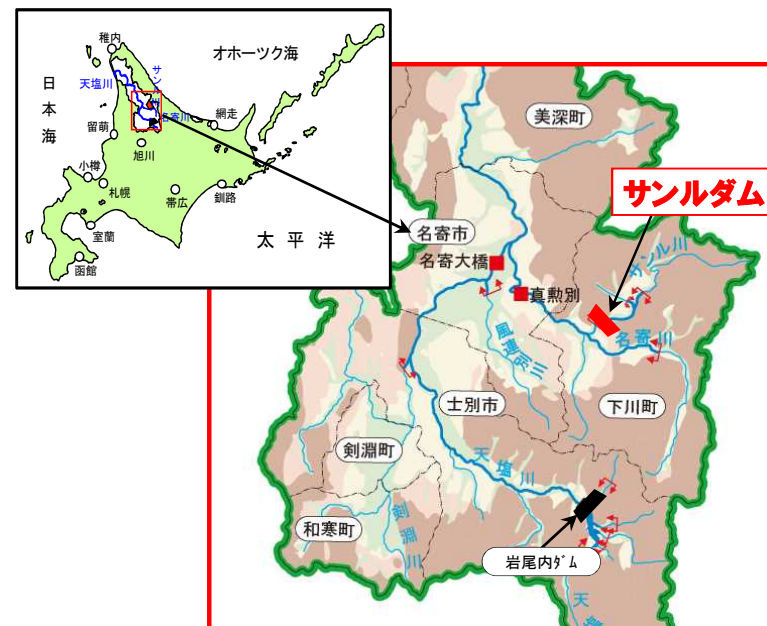 稚内
オホーツク海
天塩川
サンル川
日本海
名寄川
留萌
網走
旭川
小樽
札幌
帯広
釧路
室蘭
太平洋
函館
美深町
サンルダム
名寄市
名寄大橋
サンル川
真勲別
風連別川
名寄川
士別市
下川町
剣淵町
天塩川
和寒町
剣淵川
岩尾内ダム
天塩